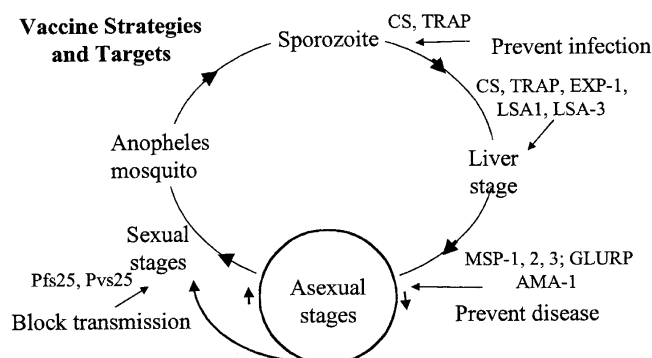 Vaccine Strategies
and Targets
Sporozoite
CS, TRAP
Prevent infection
CS, TRAP, EXP-1,
LSA1, LSA-3
Anopheles
mosquito
Liver
stage
Sexual
stages
MSP-1, 2, 3; GLURP
AMA-1
Pfs25, Pvs25
Asexual
stages
Block transmission
Prevent disease